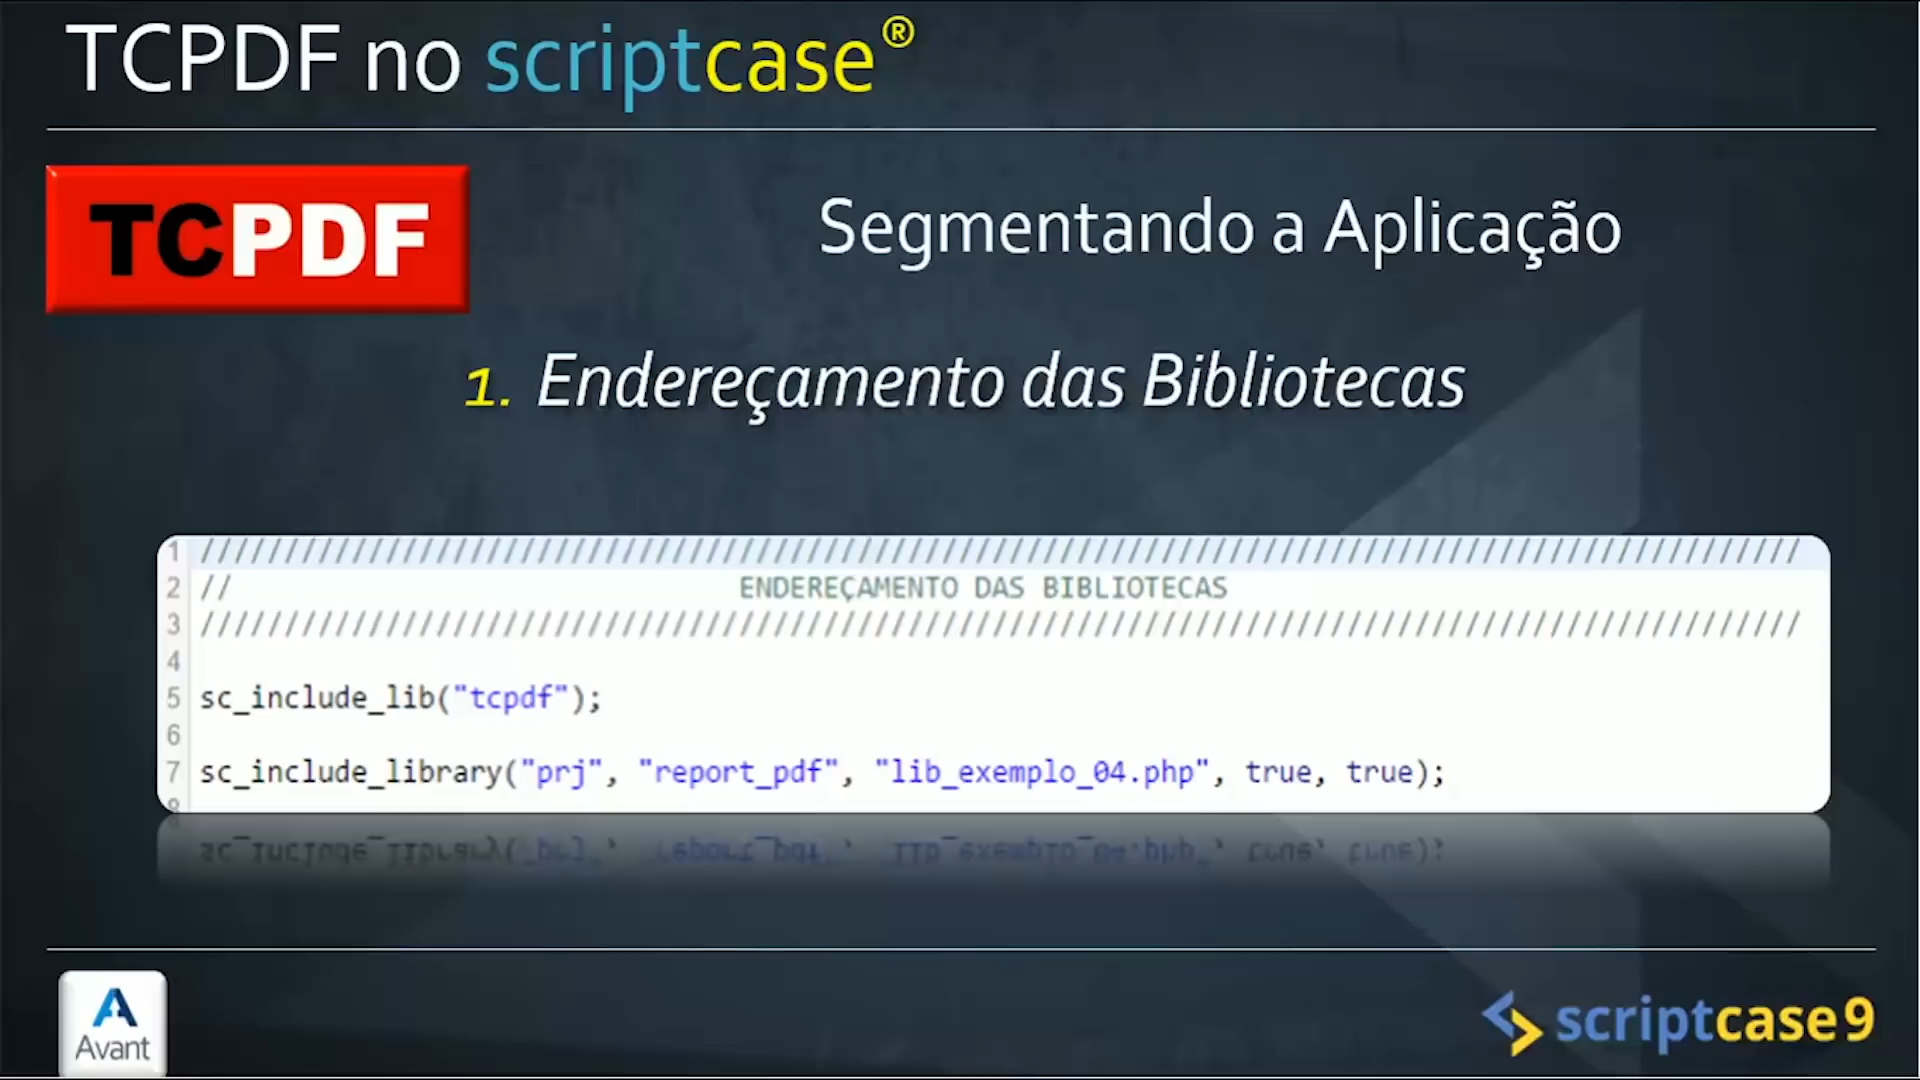 TCPDF no scriptcase®
TCPDF
Segmentando a Aplicação
1. Endereçamento das Bibliotecas
1 ///////////////////////////////////////////////////////////////////////////////////////////////
2 // ENDEREÇAMENTO DAS BIBLIOTECAS
3 ///////////////////////////////////////////////////////////////////////////////////////////////
4
5 sc_include_lib("tcpdf");
6
7 sc_include_library("prj", "report_pdf", "lib_exemplo_04.php", true, true);
8
A
Avant
scriptcase9